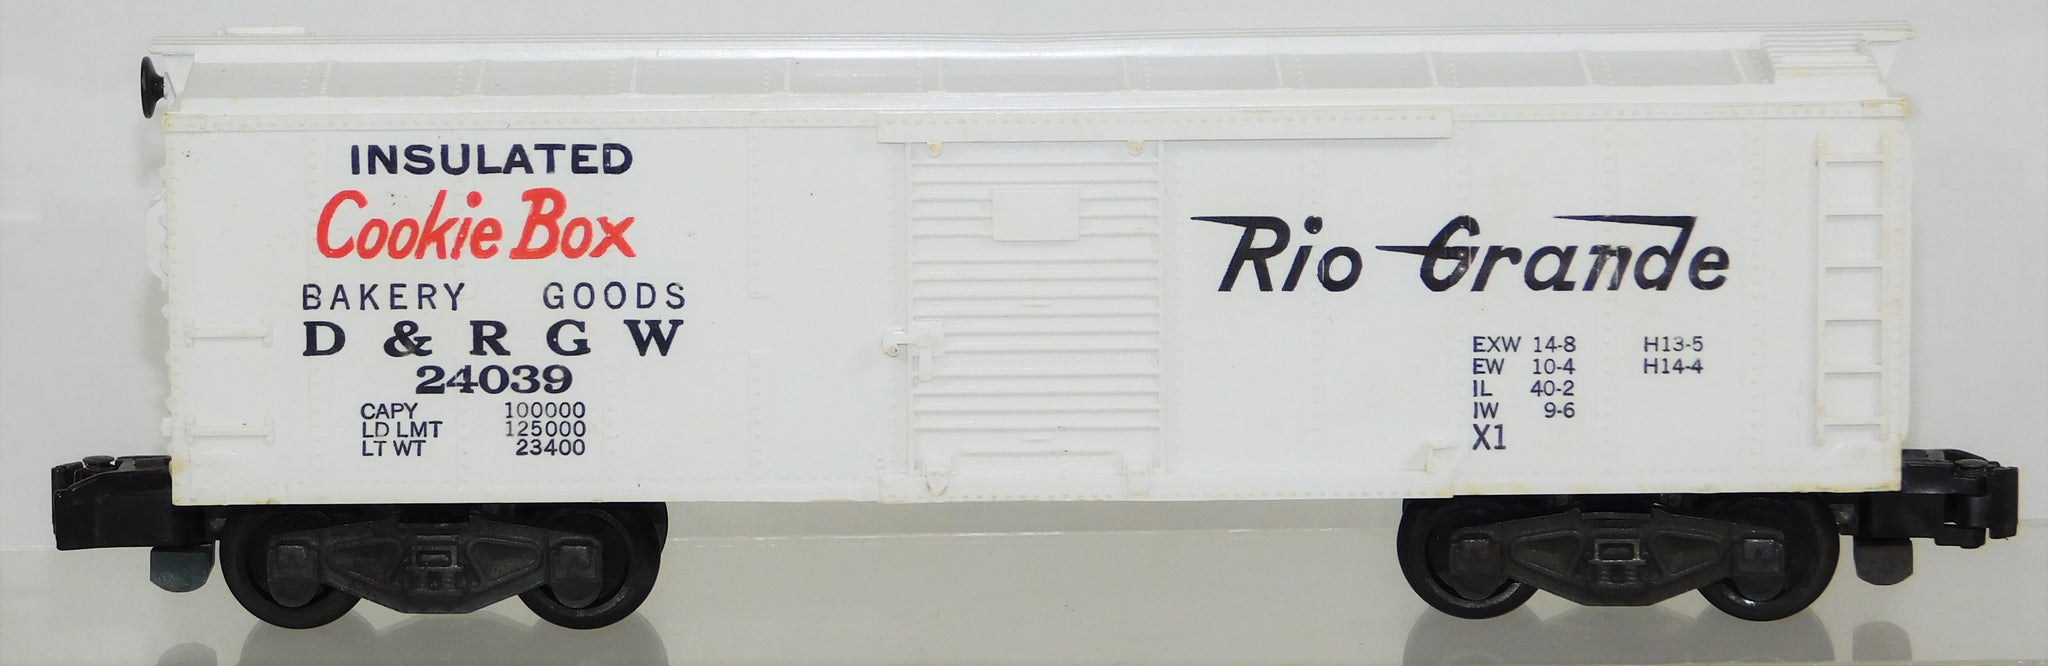 INSULATED
Cookie Box
BAKERY GOODS
D & R G W
24039
CAPY 100000
LD LMT 125000
LT WT 23400
Rio Grande
EXW 14-8 H13-5
EW 10-4 H14-4
IL 40-2
IW 9-6
X1